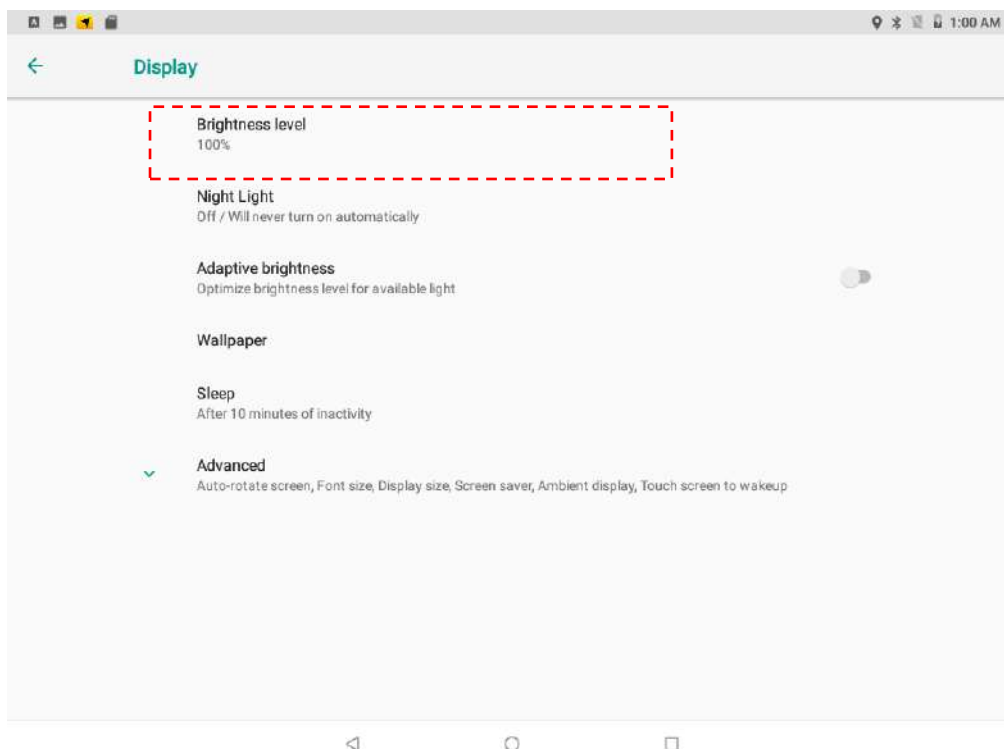 1:00 AM
Display
Brightness level
100%
Night Light
Off / Will never turn on automatically
Adaptive brightness
Optimize brightness level for available light
Wallpaper
Sleep
After 10 minutes of inactivity
Advanced
Auto-rotate screen, Font size, Display size, Screen saver, Ambient display, Touch screen to wakeup